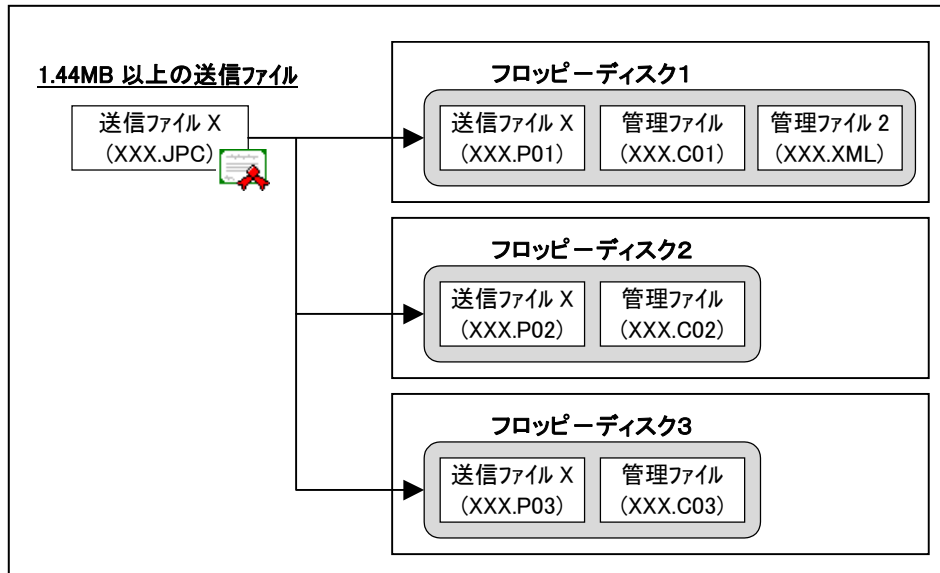 1.44MB 以上の送信ファイル
送信ファイル X
（XXX.JPC）
フロッピーディスク１
送信ファイル X
（XXX.P01）
管理ファイル
（XXX.C01）
管理ファイル 2
（XXX.XML）
フロッピーディスク２
送信ファイル X
（XXX.P02）
管理ファイル
（XXX.C02）
フロッピーディスク３
送信ファイル X
（XXX.P03）
管理ファイル
（XXX.C03）